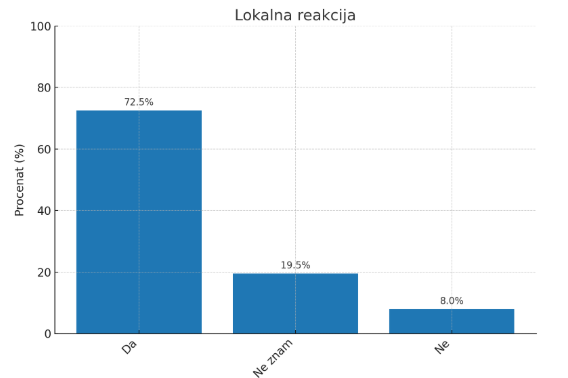 Lokalna reakcija
Procenat (%)
100
80
60
40
20
0
72.5%
19.5%
8.0%
Da
Ne znam
Ne